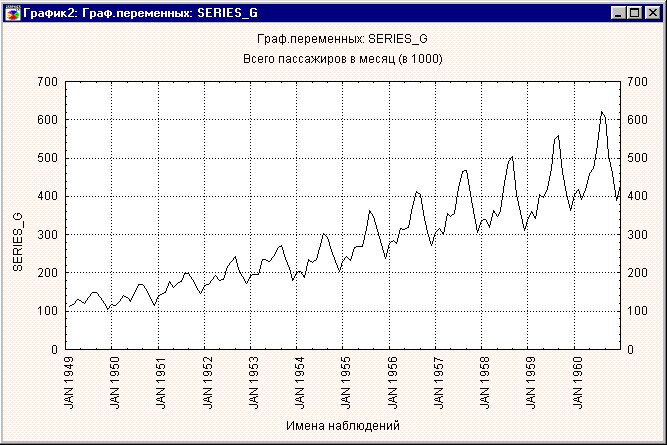 График2: Граф.переменных: SERIES_G
Граф.переменных: SERIES_G
Всего пассажиров в месяц (в 1000)
SERIES_G
700
600
500
400
300
200
100
0
700
600
500
400
300
200
100
0
JAN 1949
JAN 1950
JAN 1951
JAN 1952
JAN 1953
JAN 1954
JAN 1955
JAN 1956
JAN 1957
JAN 1958
JAN 1959
JAN 1960
Имена наблюдений